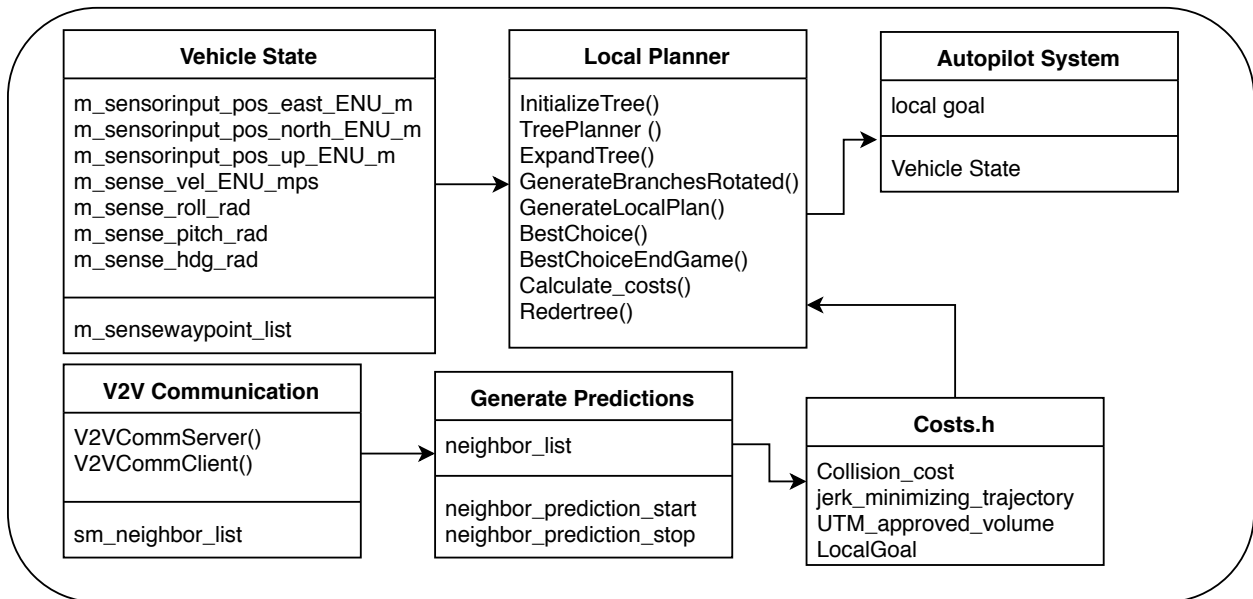 Vehicle State
m_sensorinput_pos_east_ENU_m
m_sensorinput_pos_north_ENU_m
m_sensorinput_pos_up_ENU_m
m_sense_vel_ENU_mps
m_sense_roll_rad
m_sense_pitch_rad
m_sense_hdg_rad
m_sensewaypoint_list
Local Planner
InitializeTree()
TreePlanner ()
ExpandTree()
GenerateBranchesRotated()
GenerateLocalPlan()
BestChoice()
BestChoiceEndGame()
Calculate_costs()
Redertree()
Autopilot System
local goal
Vehicle State
V2V Communication
V2VCommServer()
V2VCommClient()
sm_neighbor_list
Generate Predictions
neighbor_list
neighbor_prediction_start
neighbor_prediction_stop
Costs.h
Collision_cost
jerk_minimizing_trajectory
UTM_approved_volume
LocalGoal